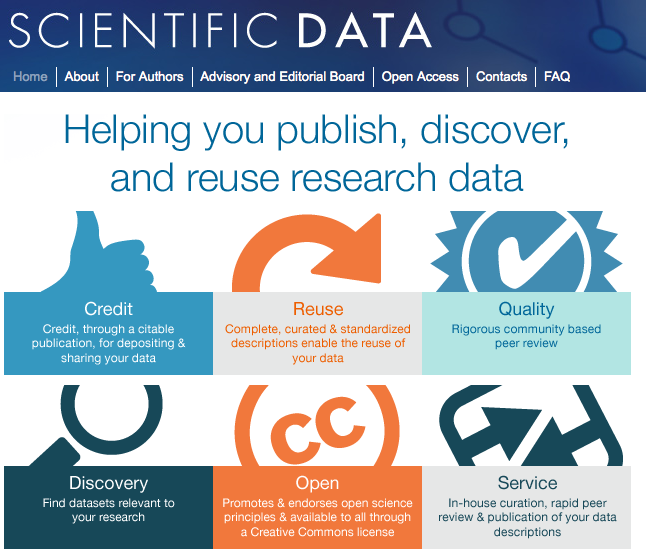 SCIENTIFIC DATA
Home About For Authors Advisory and Editorial Board Open Access Contacts FAQ
Helping you publish, discover,
and reuse research data
Credit
Credit, through a citable
publication, for depositing &
sharing your data
Reuse
Complete, curated & standardized
descriptions enable the reuse of
your data
Quality
Rigorous community based
peer review
cc
Discovery
Find datasets relevant to
your research
Open
Promotes & endorses open science
principles & available to all through
a Creative Commons license
Service
In-house curation, rapid peer
review & publication of your data
descriptions